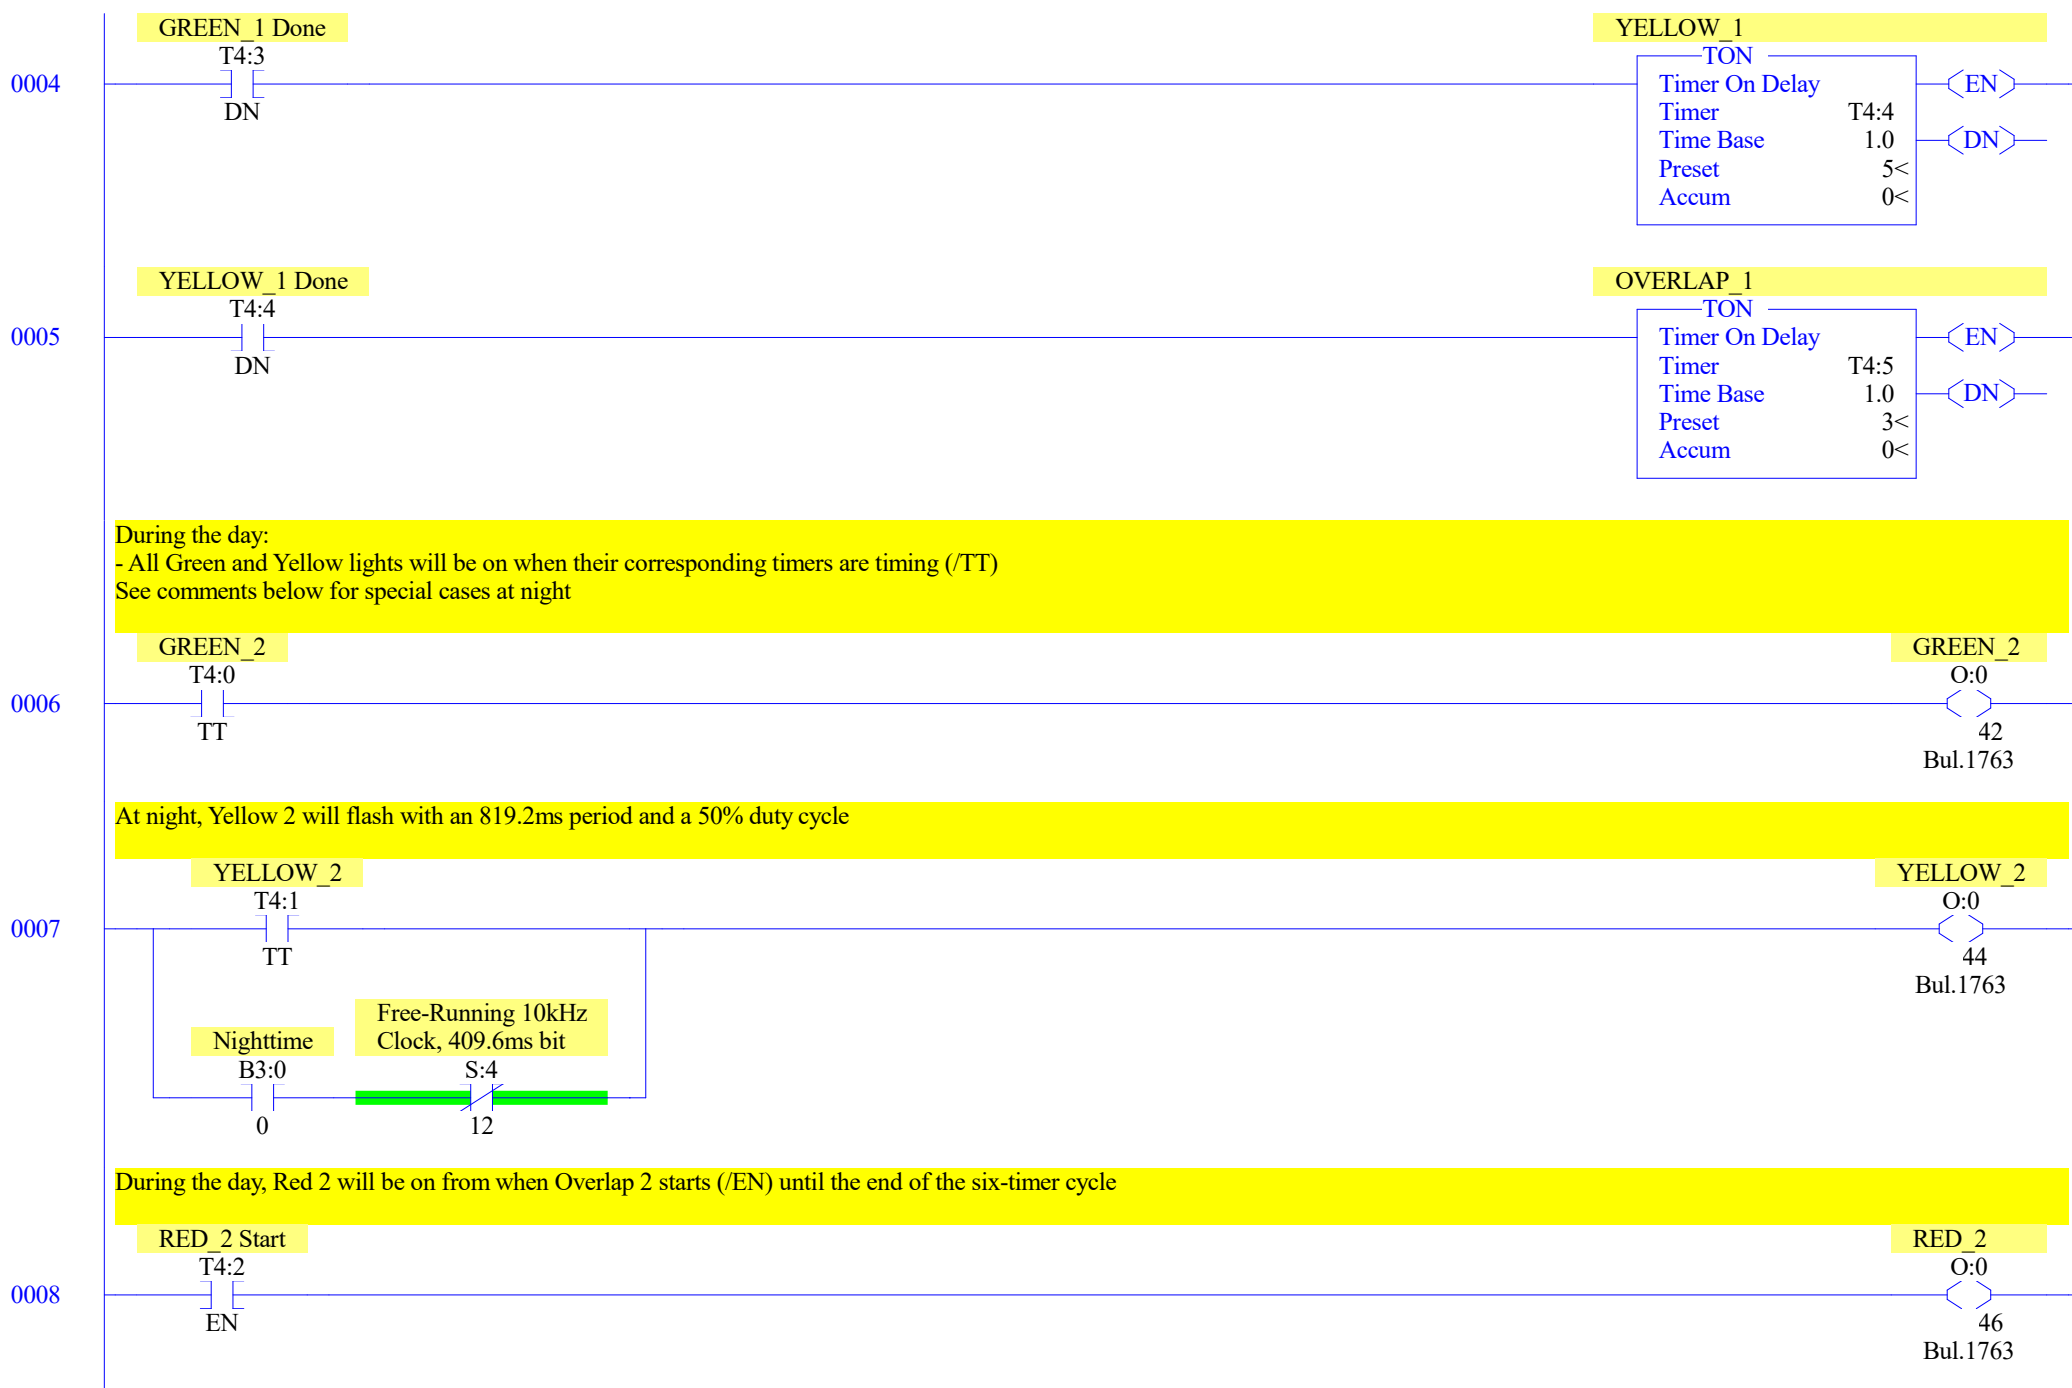 GREEN_1 Done
T4:3
0004
DN
YELLOW_1
TON
Timer On Delay
Timer T4:4
Time Base 1.0
Preset 5<
Accum 0<
EN
DN
YELLOW_1 Done
T4:4
0005
DN
OVERLAP_1
TON
Timer On Delay
Timer T4:5
Time Base 1.0
Preset 3<
Accum 0<
EN
DN
During the day:
- All Green and Yellow lights will be on when their corresponding timers are timing (/TT)
See comments below for special cases at night
GREEN_2
T4:0
0006
TT
GREEN_2
O:0
42
Bul.1763
At night, Yellow 2 will flash with an 819.2ms period and a 50% duty cycle
YELLOW_2
T4:1
0007
TT
YELLOW_2
O:0
44
Bul.1763
Nighttime
B3:0
0
Free-Running 10kHz
Clock, 409.6ms bit
S:4
12
During the day, Red 2 will be on from when Overlap 2 starts (/EN) until the end of the six-timer cycle
RED_2 Start
T4:2
0008
EN
RED_2
O:0
46
Bul.1763